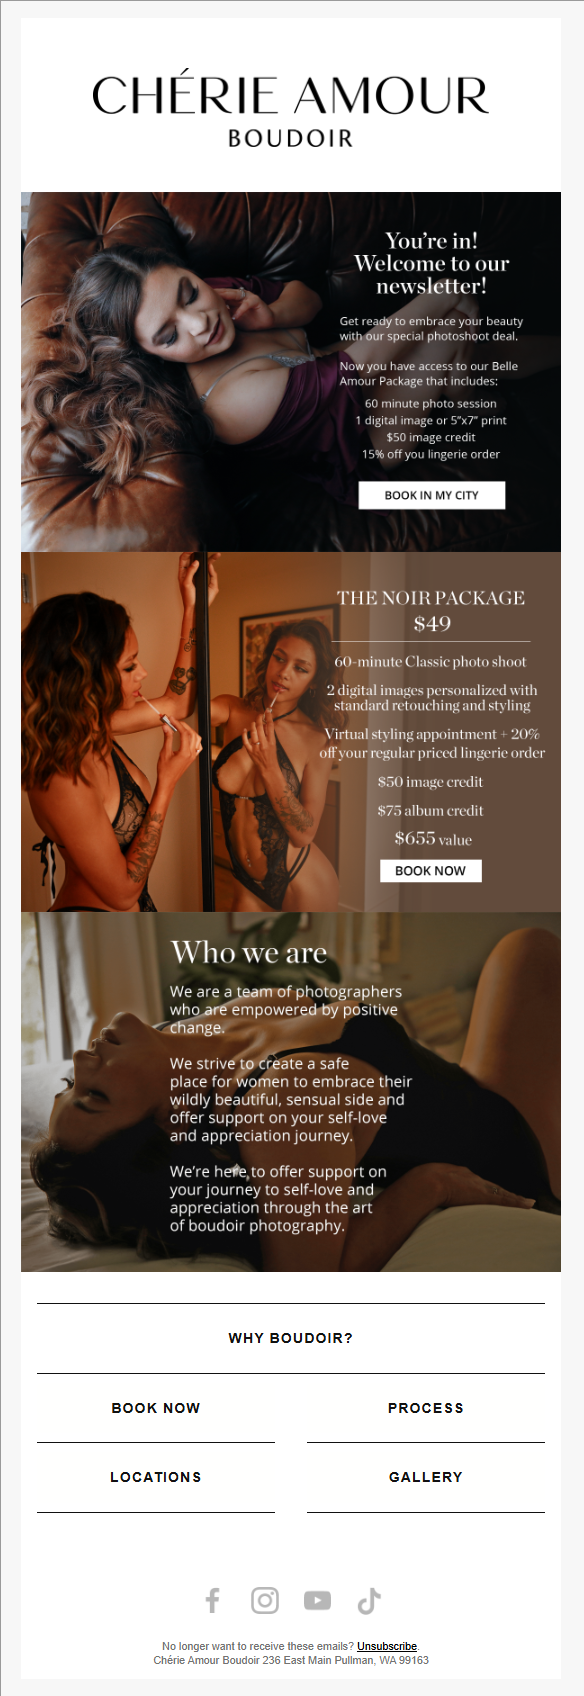 CHÉRIE AMOUR
BOUDOIR
You’re in!
Welcome to our
newsletter!
Get ready to embrace your beauty
with our special photoshoot deal.
Now you have access to our Belle
Amour Package that includes:
60 minute photo session
1 digital image or 5”x7” print
$50 image credit
15% off you lingerie order
BOOK IN MY CITY
THE NOIR PACKAGE
$49
60-minute Classic photo shoot
2 digital images personalized with
standard retouching and styling
Virtual styling appointment + 20%
off your regular priced lingerie order
$50 image credit
$75 album credit
$655 value
BOOK NOW
Who we are
We are a team of photographers
who are empowered by positive
change.
We strive to create a safe
place for women to embrace their
wildly beautiful, sensual side and
offer support on your self-love
and appreciation journey.
We’re here to offer support on
your journey to self-love and
appreciation through the art
of boudoir photography.
WHY BOUDOIR?
BOOK NOW
PROCESS
LOCATIONS
GALLERY
No longer want to receive these emails? Unsubscribe.
Chérie Amour Boudoir 236 East Main Pullman, WA 99163